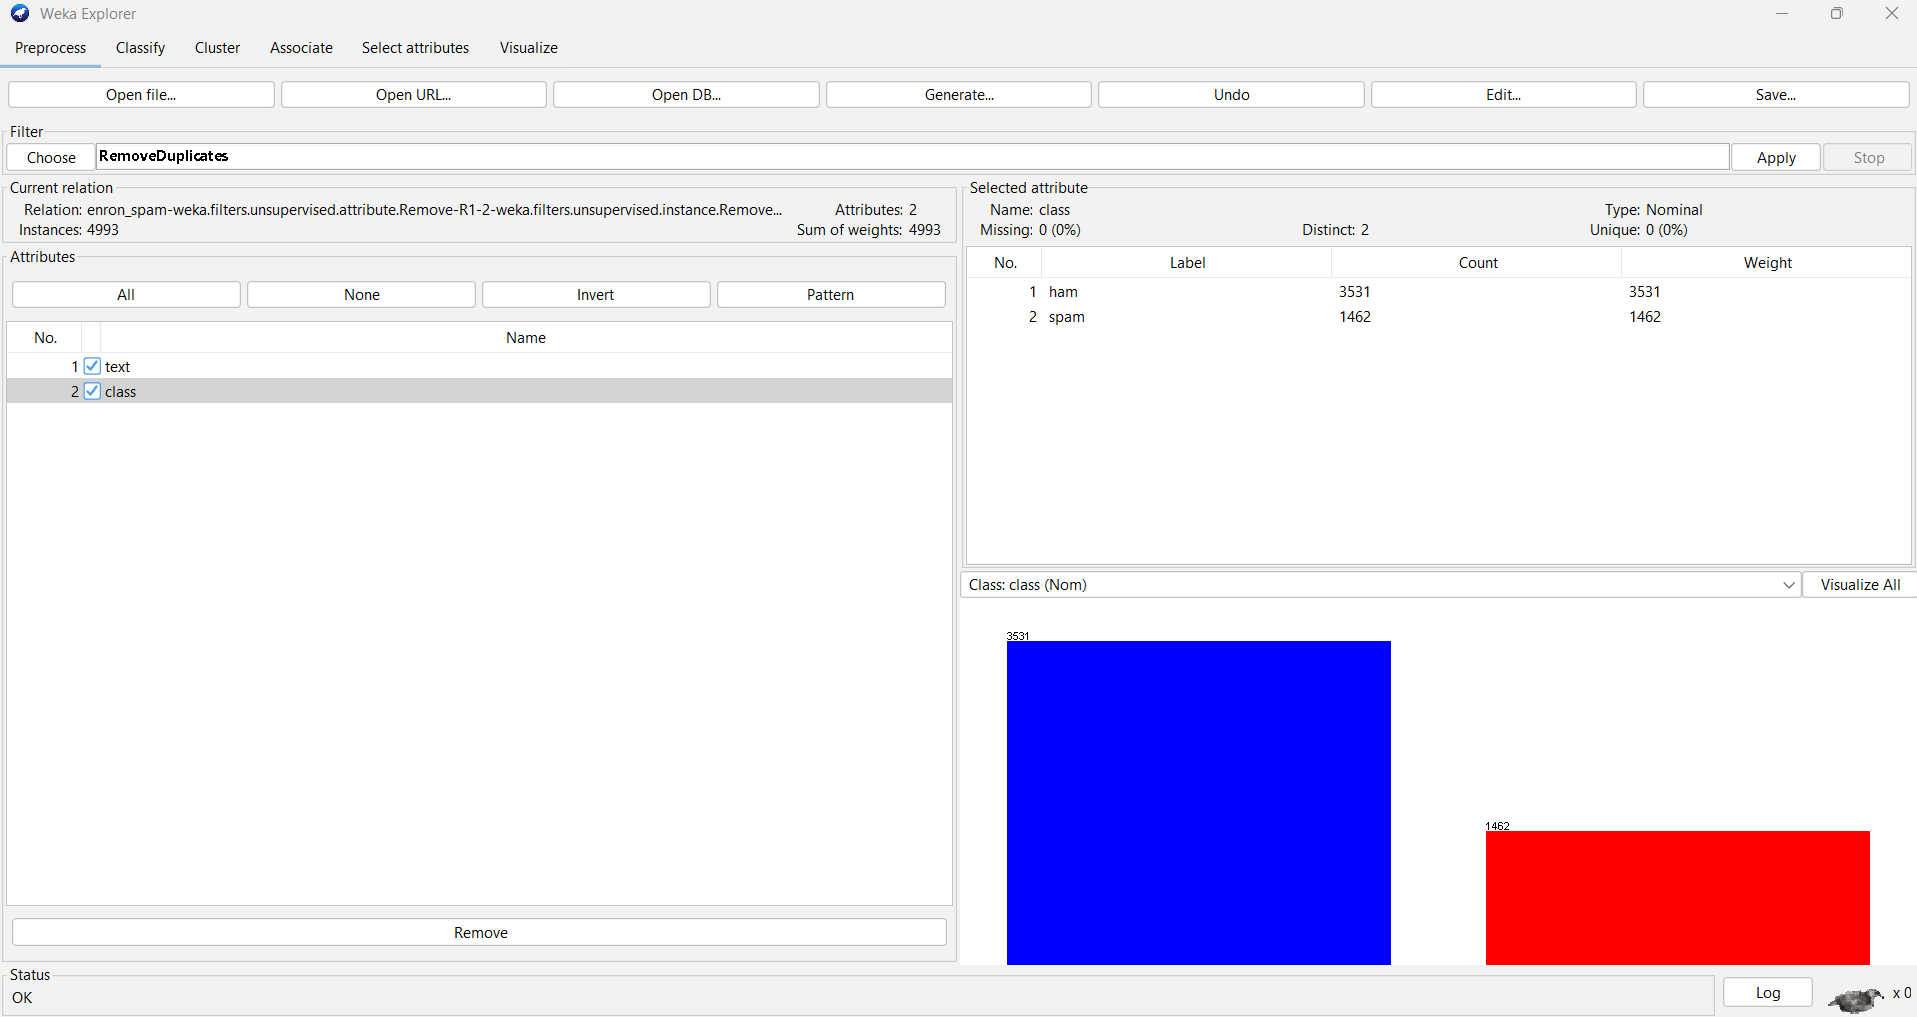 Weka Explorer
Preprocess Classify Cluster Associate Select attributes Visualize
Open file... Open URL... Open DB... Generate... Undo Edit... Save...
Filter
Choose RemoveDuplicates Apply Stop
Current relation
Relation: enron_spam-weka.filters.unsupervised.attribute.Remove-R1-2-weka.filters.unsupervised.instance.Remove... Attributes: 2
Instances: 4993 Sum of weights: 4993
Attributes
All None Invert Pattern
No. Name
1 text
2 class
Remove
Selected attribute
Name: class Type: Nominal
Missing: 0 (0%) Distinct: 2 Unique: 0 (0%)
No. Label Count Weight
1 ham 3531 3531
2 spam 1462 1462
Class: class (Nom) Visualize All
3531
1462
Status
OK
Log x 0